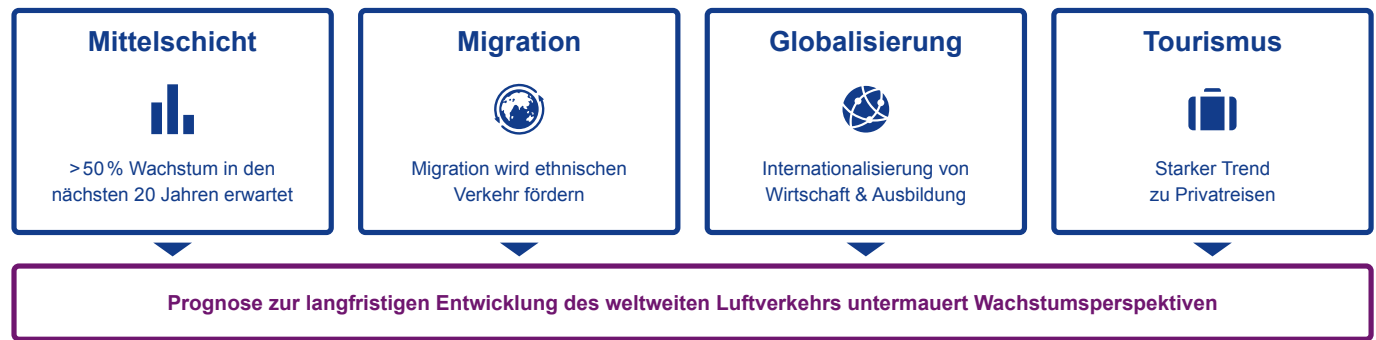 Mittelschicht
>50% Wachstum in den
nächsten 20 Jahren erwartet
Migration
Migration wird ethnischen
Verkehr fördern
Globalisierung
Internationalisierung von
Wirtschaft & Ausbildung
Tourismus
Starker Trend
zu Privatreisen
Prognose zur langfristigen Entwicklung des weltweiten Luftverkehrs untermauert Wachstumsperspektiven